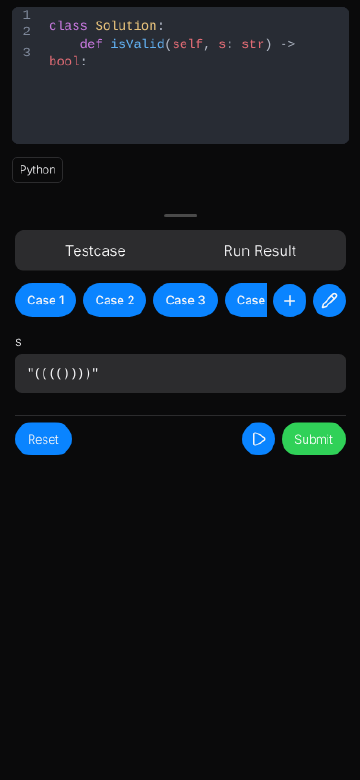 1
class Solution:
2
def isValid(self, s: str) ->
bool:
3
Python
Testcase
Run Result
Case 1
Case 2
Case 3
Case
s
"(((())))"
Reset
Submit